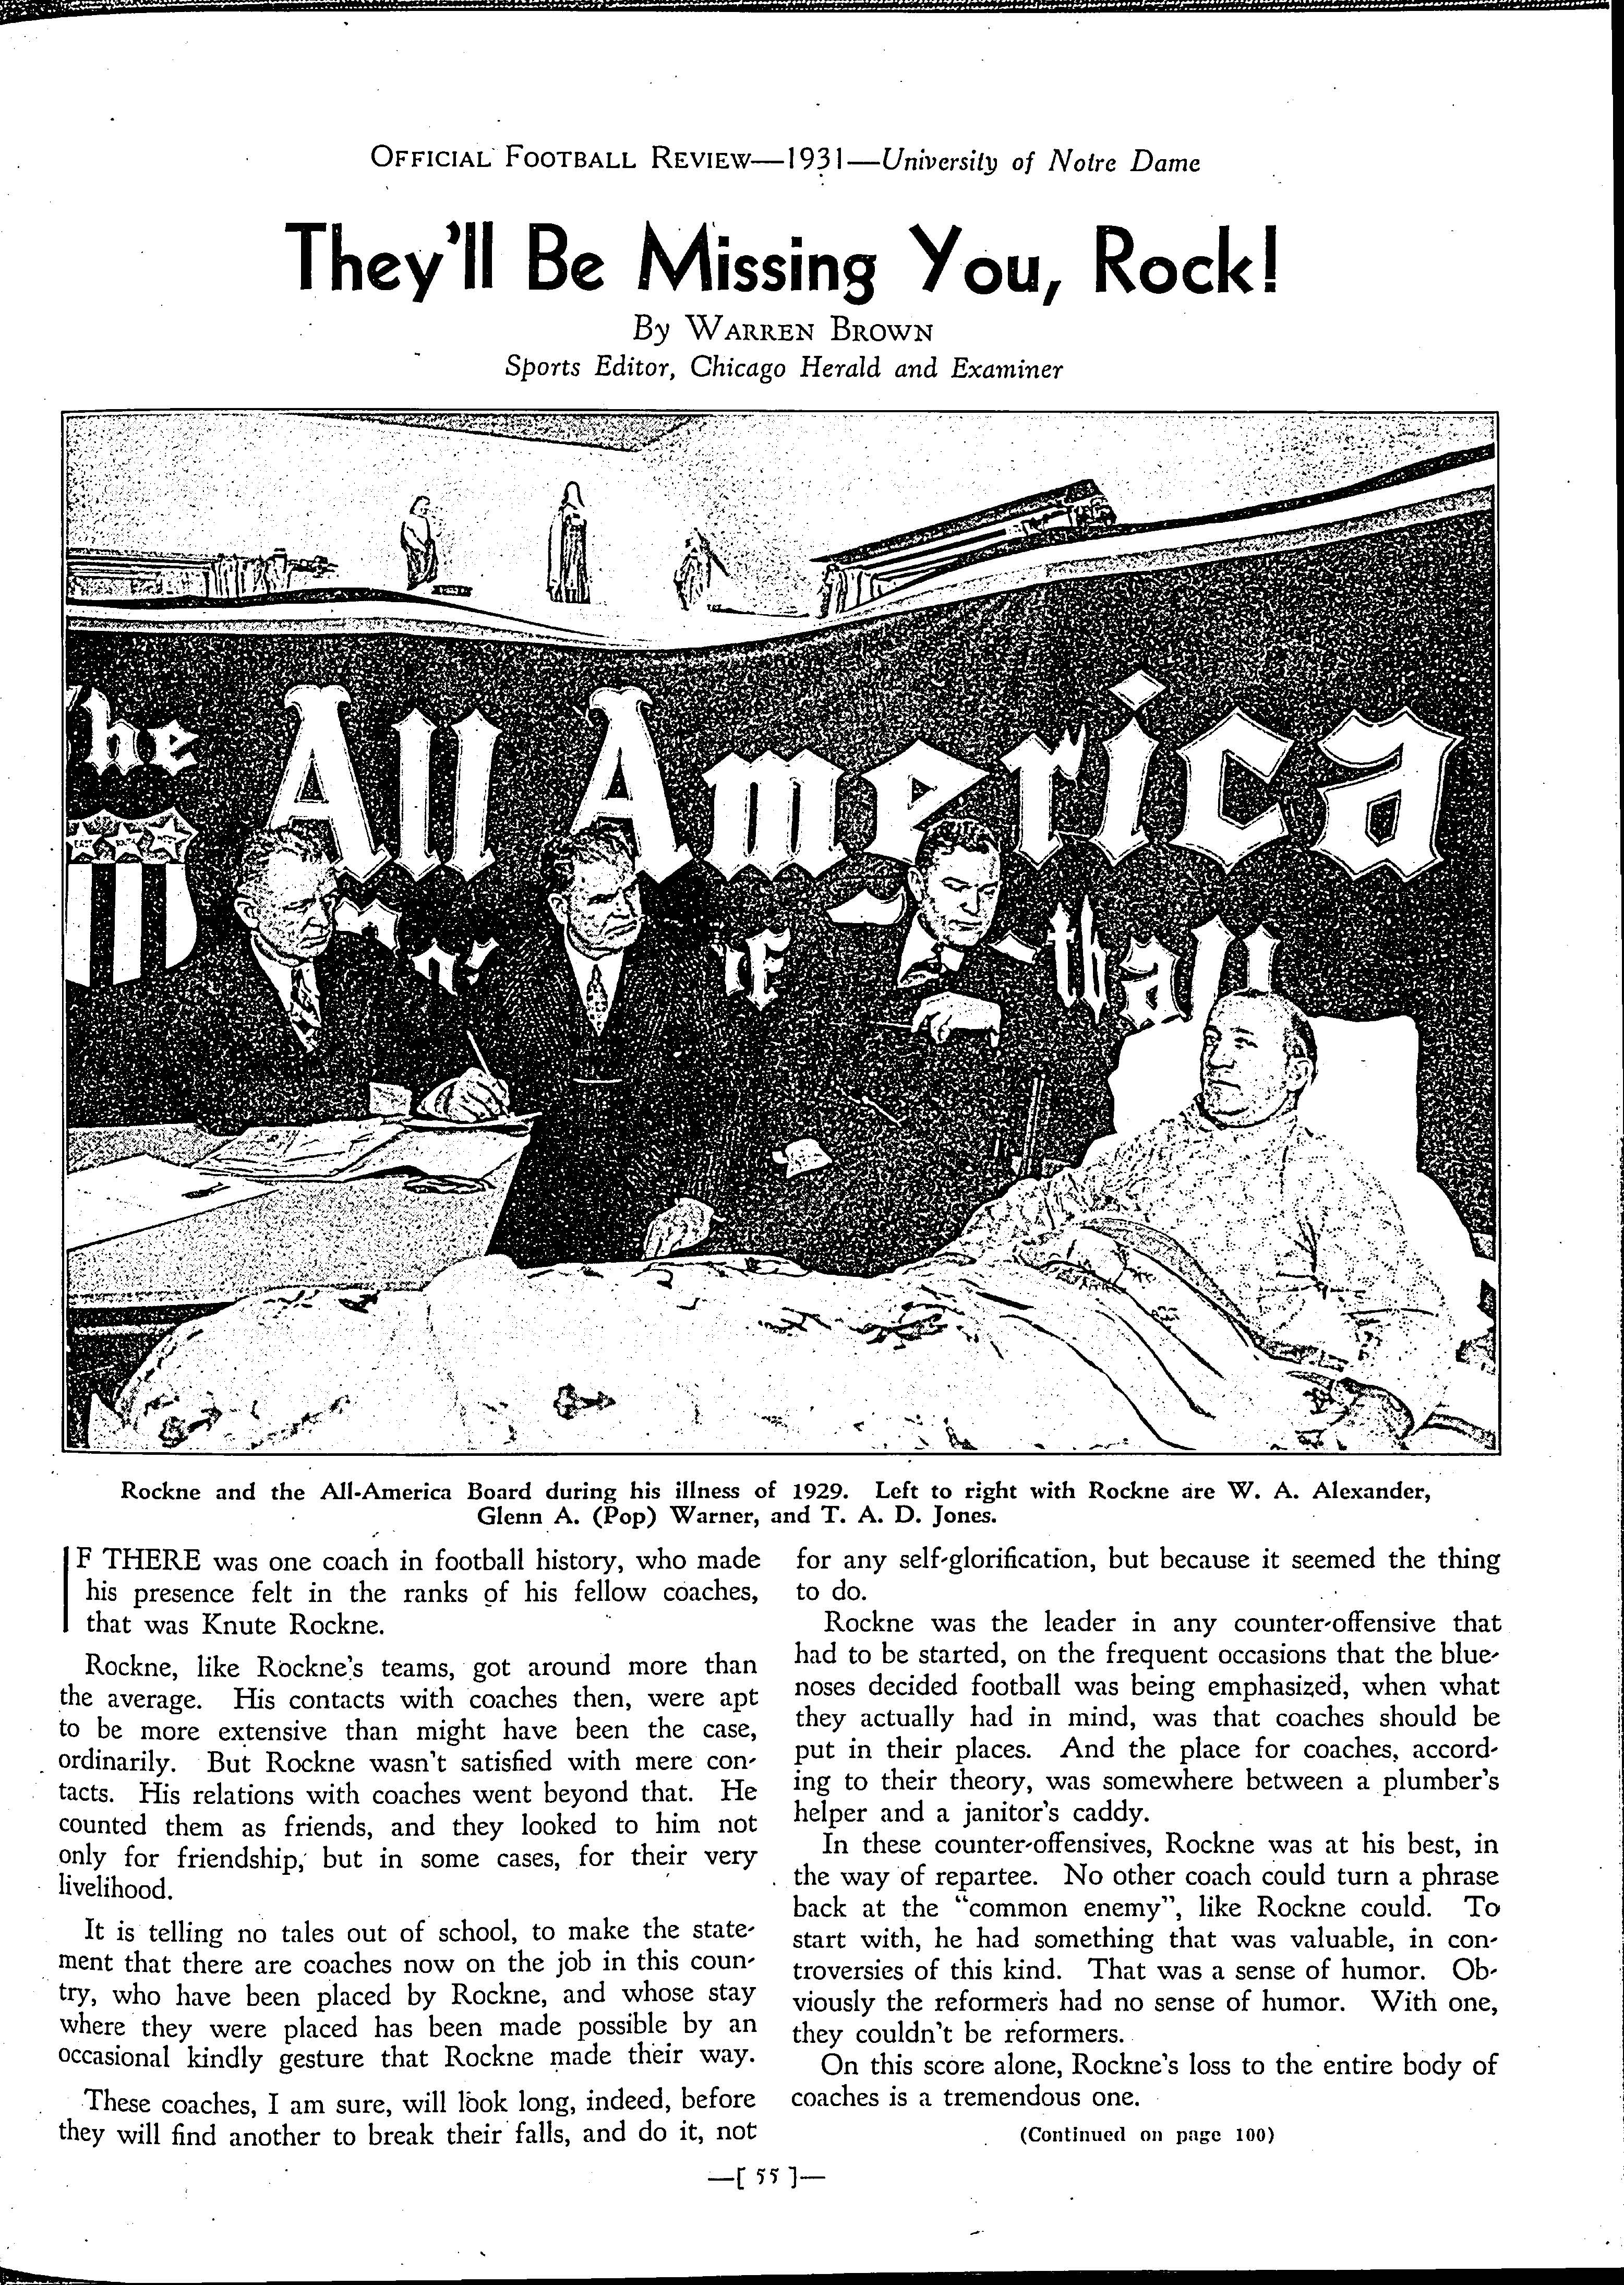 OFFICIAL FOOTBALL REVIEW—1931—University of Notre Dame
They'll Be Missing You, Rock!
By WARREN BROWN
Sports Editor, Chicago Herald and Examiner
he All America
of
tball
Rockne and the All-America Board during his illness of 1929. Left to right with Rockne are W. A. Alexander,
Glenn A. (Pop) Warner, and T. A. D. Jones.
IF THERE was one coach in football history, who made
his presence felt in the ranks of his fellow coaches,
that was Knute Rockne.
Rockne, like Rockne's teams, got around more than
the average. His contacts with coaches then, were apt
to be more extensive than might have been the case,
ordinarily. But Rockne wasn't satisfied with mere con-
tacts. His relations with coaches went beyond that. He
counted them as friends, and they looked to him not
only for friendship, but in some cases, for their very
livelihood.
It is telling no tales out of school, to make the state-
ment that there are coaches now on the job in this coun-
try, who have been placed by Rockne, and whose stay
where they were placed has been made possible by an
occasional kindly gesture that Rockne made their way.
These coaches, I am sure, will look long, indeed, before
they will find another to break their falls, and do it, not
for any self-glorification, but because it seemed the thing
to do.
Rockne was the leader in any counter-offensive that
had to be started, on the frequent occasions that the blue-
noses decided football was being emphasized, when what
they actually had in mind, was that coaches should be
put in their places. And the place for coaches, accord-
ing to their theory, was somewhere between a plumber's
helper and a janitor's caddy.
In these counter-offensives, Rockne was at his best, in
the way of repartee. No other coach could turn a phrase
back at the "common enemy", like Rockne could. To
start with, he had something that was valuable, in con-
troversies of this kind. That was a sense of humor. Ob-
viously the reformers had no sense of humor. With one,
they couldn't be reformers.
On this score alone, Rockne's loss to the entire body of
coaches is a tremendous one.
(Continued on page 100)
—[ 55 ]—